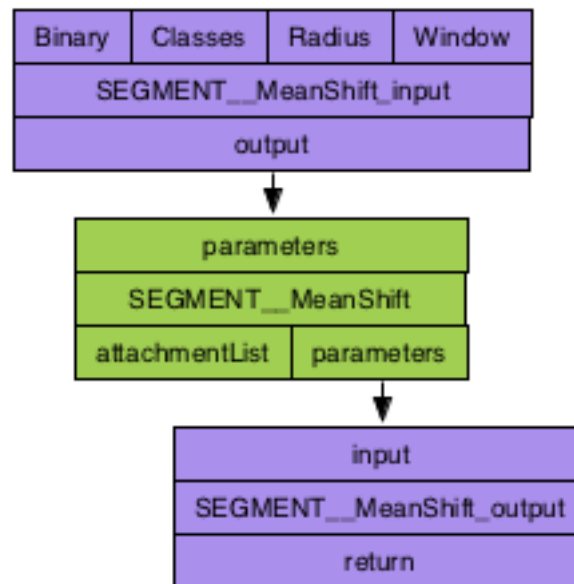 Binary Classes Radius Window
SEGMENT__MeanShift_input
output
parameters
SEGMENT__MeanShift
attachmentList parameters
input
SEGMENT__MeanShift_output
return